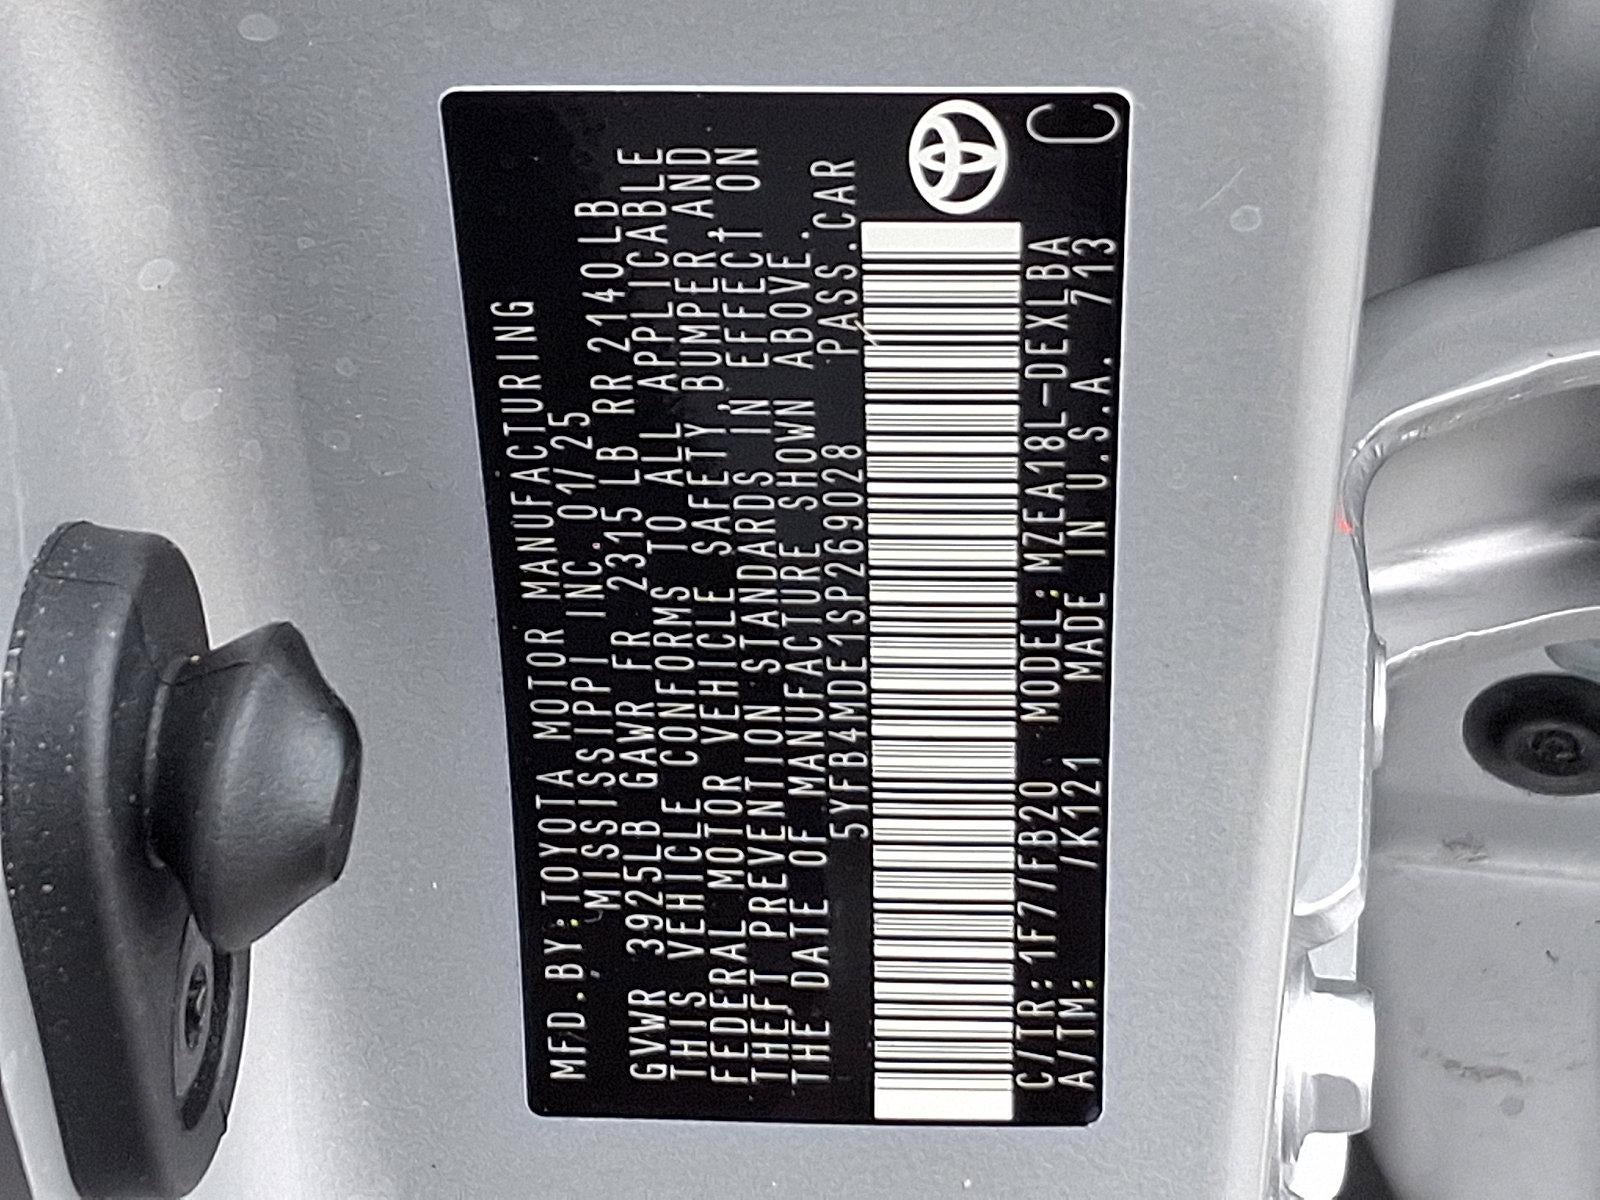 MFD.BY:TOYOTA MOTOR MANUFACTURING
, MISSISSIPPI INC. 01/25
GVWR 3925LB GAWR FR 2315 LB RR 2140LB
THIS VEHICLE CONFORMS TO ALL APPLICABLE
FEDERAL MOTOR VEHICLE SAFETY, BUMPER,AND
THEFT PREVENTION STANDARDS IN EFFECT ON
THE DATE OF MANUFACTURE SHOWN ABOVE.
5YFB4MDE1SP269028 PASS.CAR
C/TR: 1F7/FB20 MODEL: MZEA18L-DEXLBA
A/TM: /K121 MADE IN U.S.A. 713
C